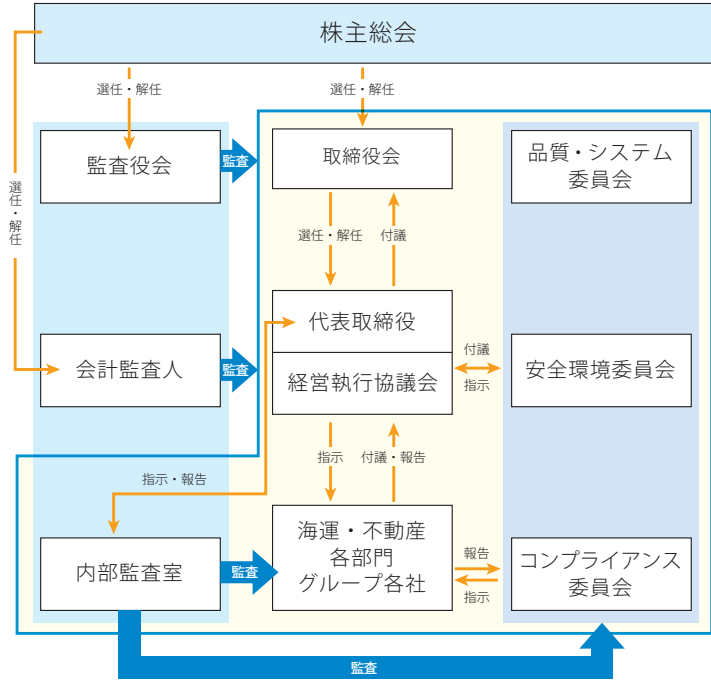 株主総会
選任・解任
選任・解任
選任・解任
監査役会
監査
取締役会
品質・システム
委員会
選任・解任
付議
代表取締役
経営執行協議会
会計監査人
監査
付議
指示
安全環境委員会
指示
付議・報告
指示・報告
内部監査室
監査
海運・不動産
各部門
グループ各社
報告
指示
コンプライアンス
委員会
監査